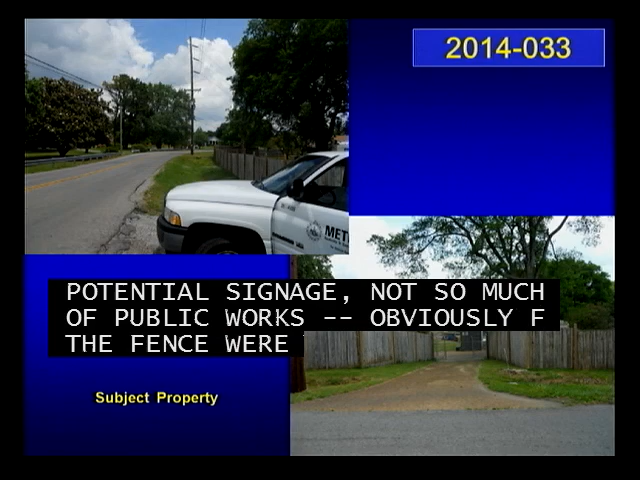 2014-033
POTENTIAL SIGNAGE, NOT SO MUCH
OF PUBLIC WORKS -- OBVIOUSLY F
THE FENCE WERE
Subject Property